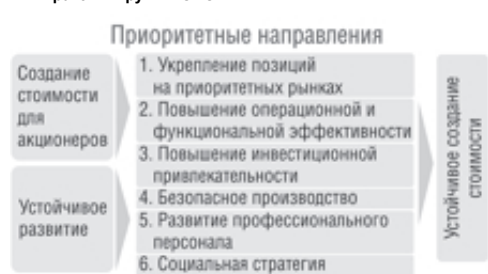 Приоритетные направления
Создание
стоимости
для
акционеров
1. Укрепление позиций
на приоритетных рынках
2. Повышение операционной и
функциональной эффективности
3. Повышение инвестиционной
привлекательности
Устойчивое
развитие
4. Безопасное производство
5. Развитие профессионального
персонала
6. Социальная стратегия
Устойчивое создание
стоимости